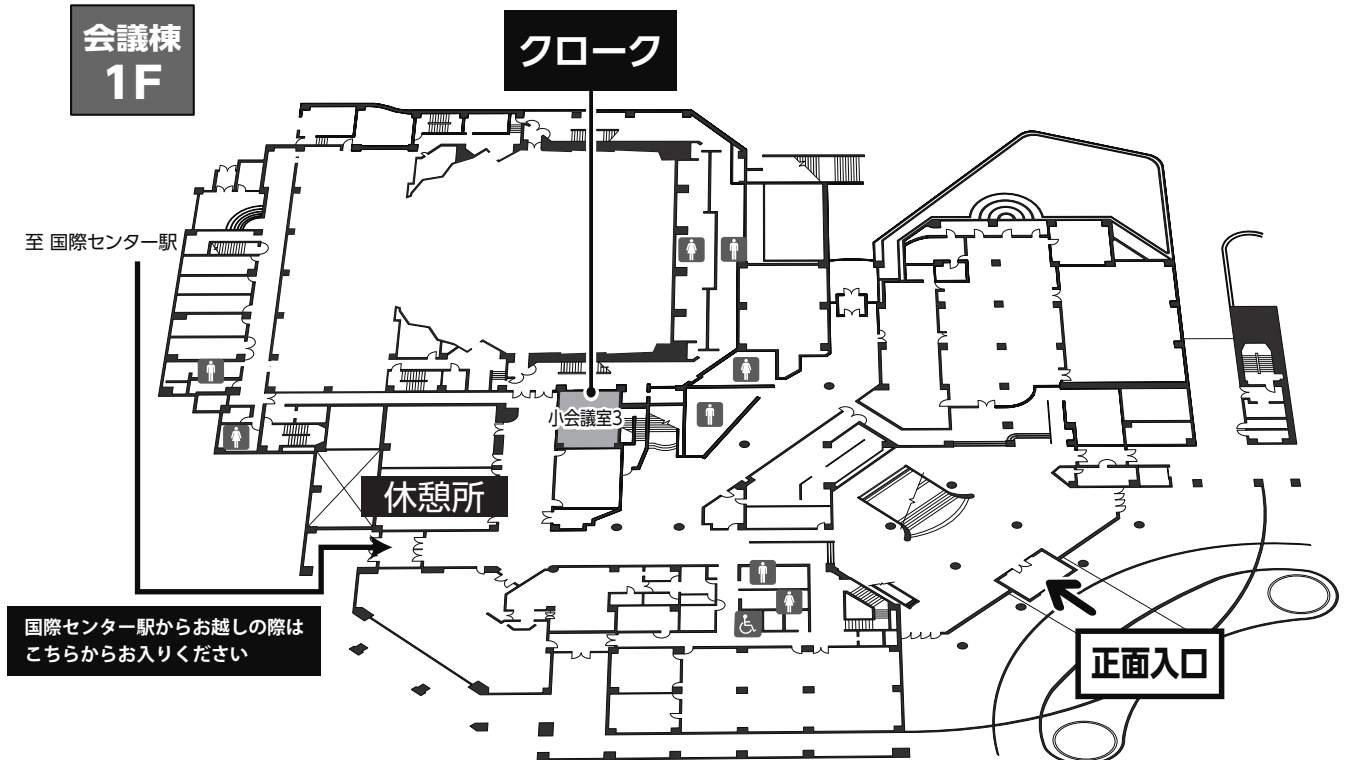 会議棟
1F
クローク
至 国際センター駅
小会議室3
休憩所
国際センター駅からお越しの際は
こちらからお入りください
正面入口